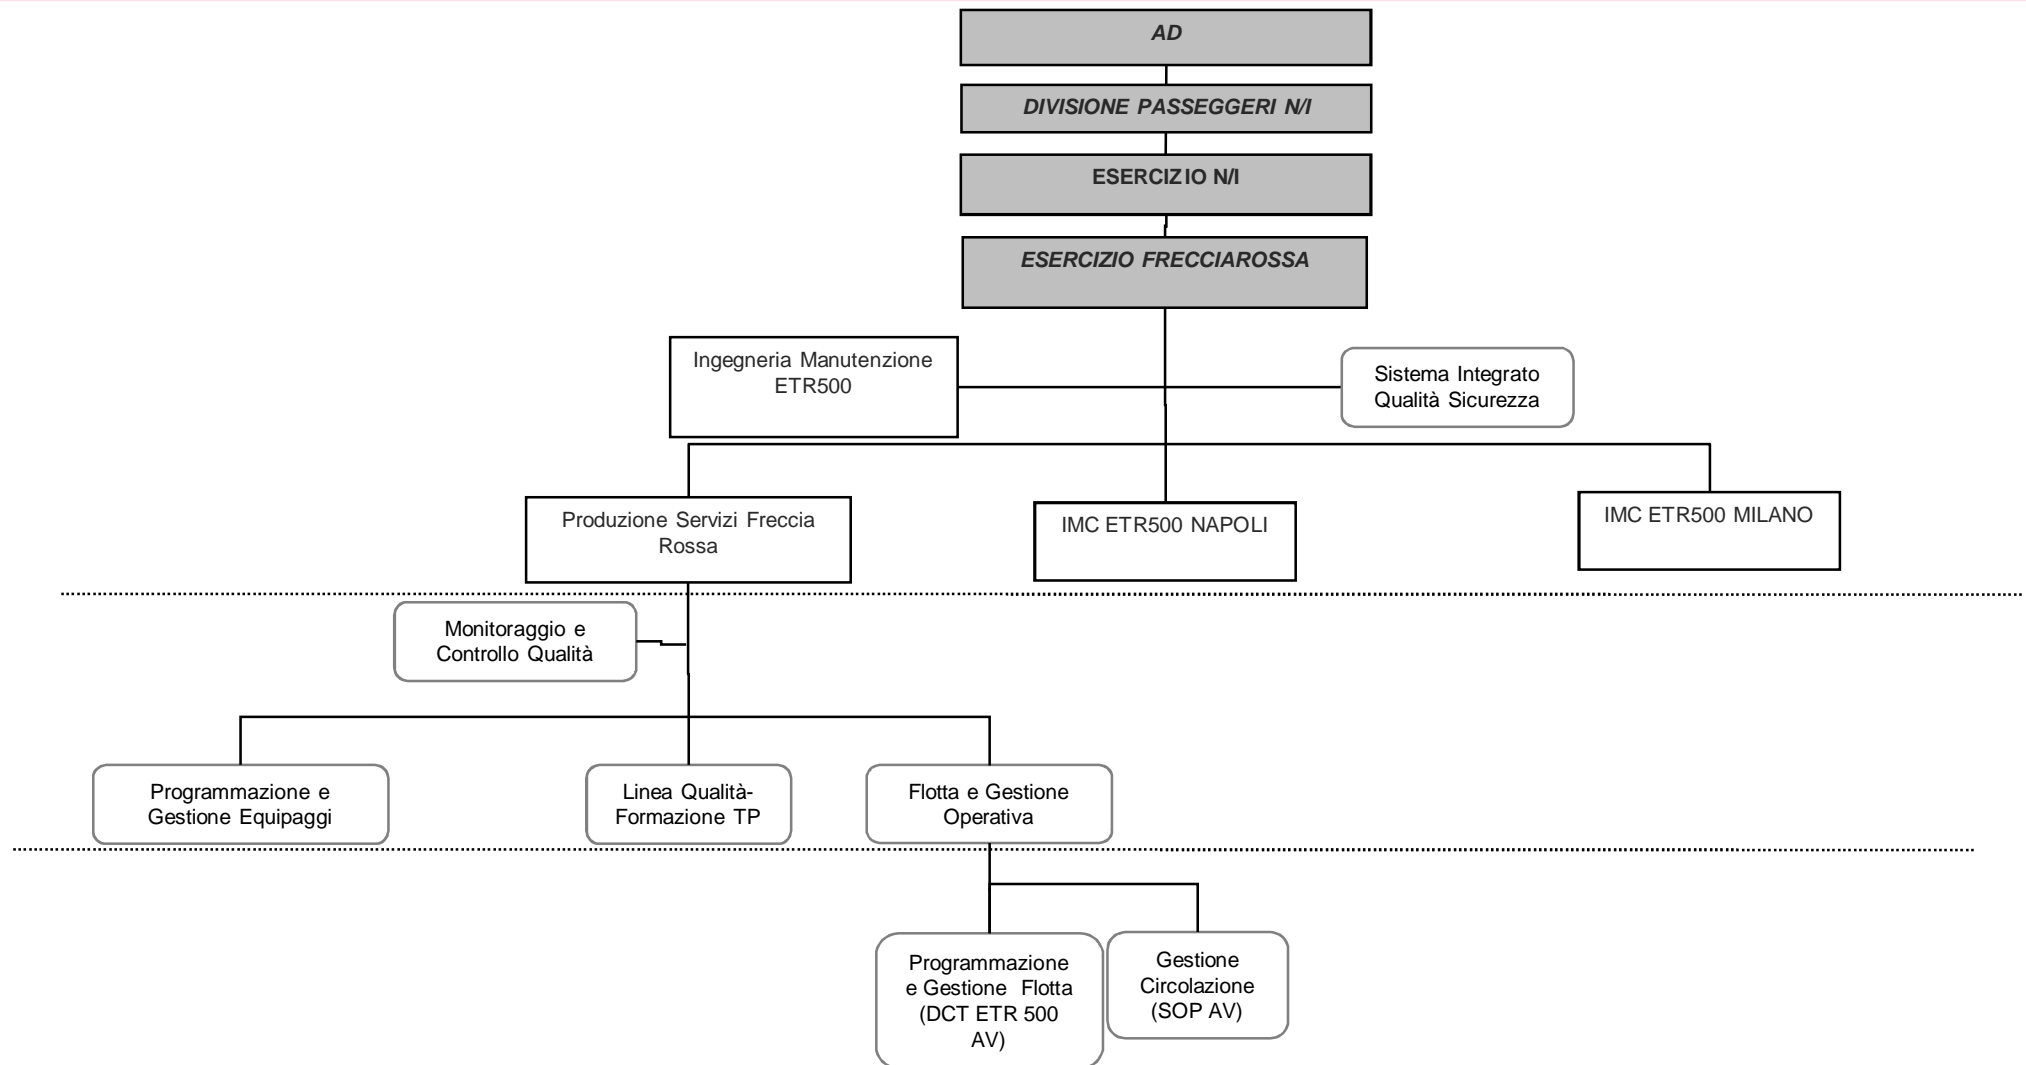 AD
DIVISIONE PASSEGGERI N/I
ESERCIZIO N/I
ESERCIZIO FRECCIAROSSA
Ingegneria Manutenzione
ETR500
Sistema Integrato
Qualità Sicurezza
Produzione Servizi Freccia
Rossa
IMC ETR500 NAPOLI
IMC ETR500 MILANO
Monitoraggio e
Controllo Qualità
Programmazione e
Gestione Equipaggi
Linea Qualità-
Formazione TP
Flotta e Gestione
Operativa
Programmazione
e Gestione Flotta
(DCT ETR 500
AV)
Gestione
Circolazione
(SOP AV)